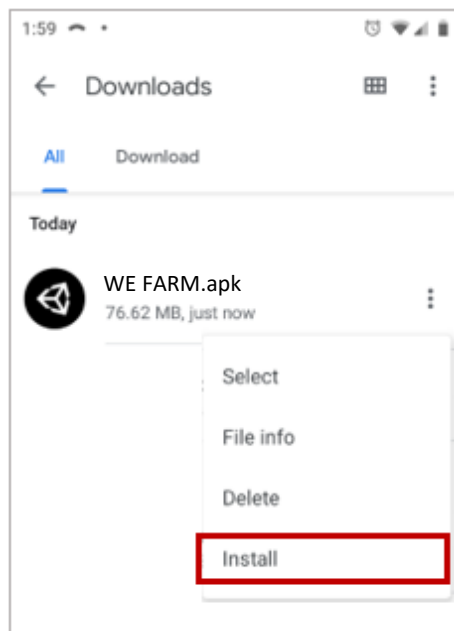 1:59
Downloads
All Download
Today
WE FARM.apk
76.62 MB, just now
Select
File info
Delete
Install